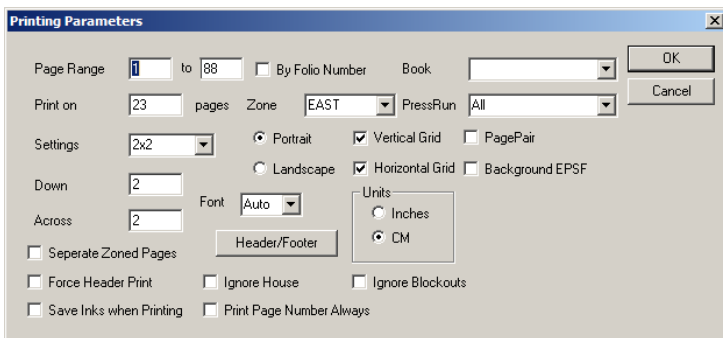 Printing Parameters
Page Range 1 to 88 By Folio Number Book OK
Print on 23 pages Zone EAST PressRun All Cancel
Settings 2x2 Portrait Vertical Grid PagePair
Landscape Horizontal Grid Background EPSF
Down 2 Font Auto Units
Inches
Across 2 Header/Footer CM
Seperate Zoned Pages
Force Header Print Ignore House Ignore Blockouts
Save Inks when Printing Print Page Number Always